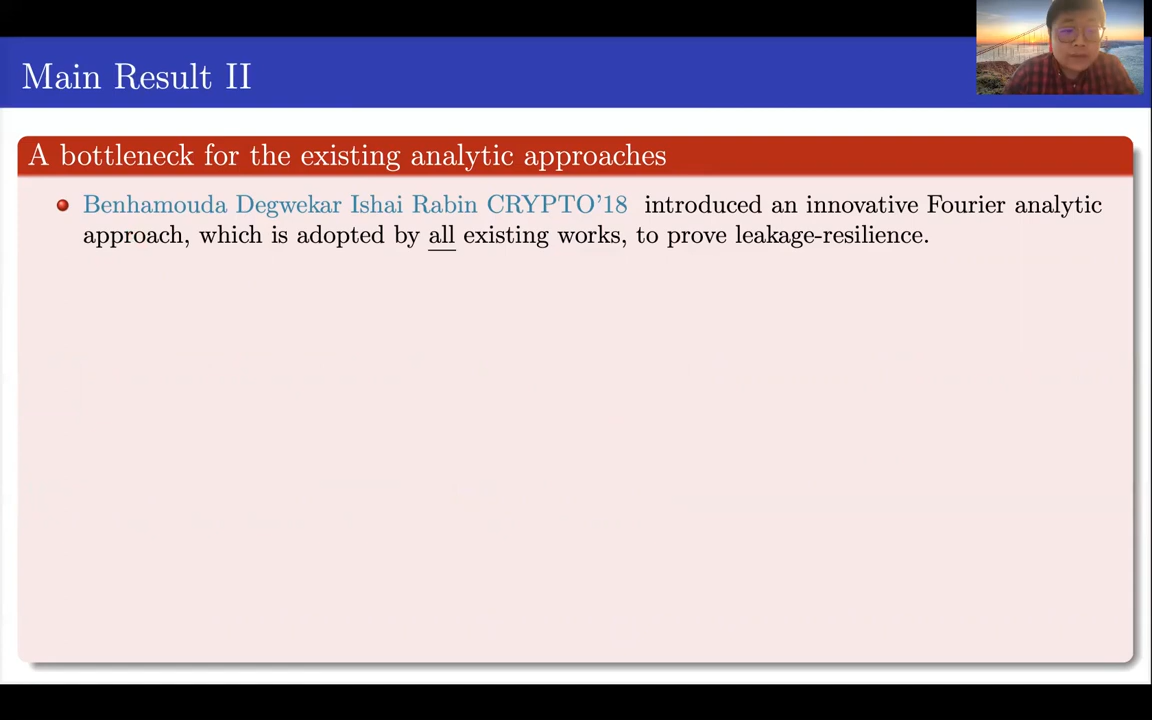 Main Result II
A bottleneck for the existing analytic approaches
Benhamouda Degwekar Ishai Rabin CRYPTO'18 introduced an innovative Fourier analytic
approach, which is adopted by all existing works, to prove leakage-resilience.